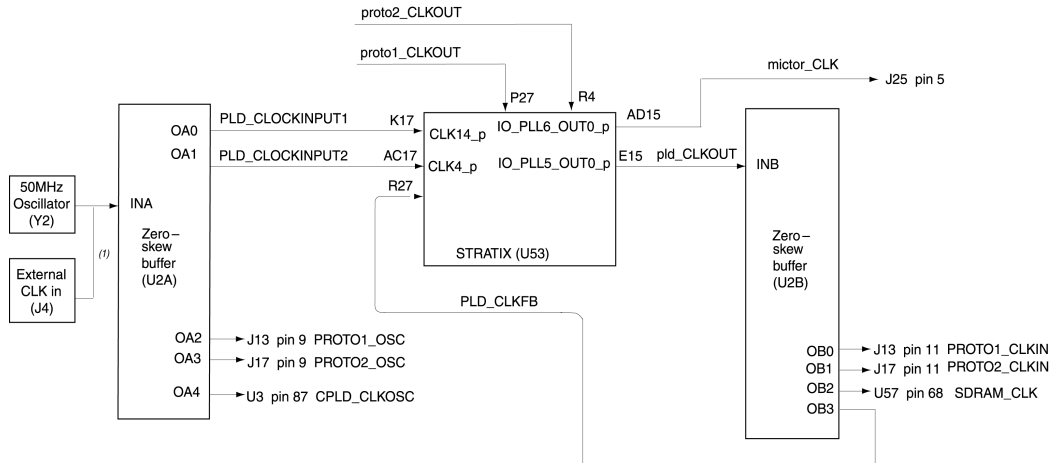 proto2_CLKOUT
proto1_CLKOUT
mictor_CLK
J25 pin 5
P27
R4
AD15
OA0
PLD_CLOCKINPUT1
K17
CLK14_p
IO_PLL6_OUT0_p
OA1
PLD_CLOCKINPUT2
AC17
CLK4_p
IO_PLL5_OUT0_p
E15
pld_CLKOUT
INB
R27
50MHz
Oscillator
(Y2)
INA
Zero–
skew
buffer
(U2A)
(1)
External
CLK in
(J4)
STRATIX (U53)
Zero–
skew
buffer
(U2B)
PLD_CLKFB
OA2
J13 pin 9 PROTO1_OSC
OA3
J17 pin 9 PROTO2_OSC
OA4
U3 pin 87 CPLD_CLKOSC
OB0
J13 pin 11 PROTO1_CLKIN
OB1
J17 pin 11 PROTO2_CLKIN
OB2
U57 pin 68 SDRAM_CLK
OB3